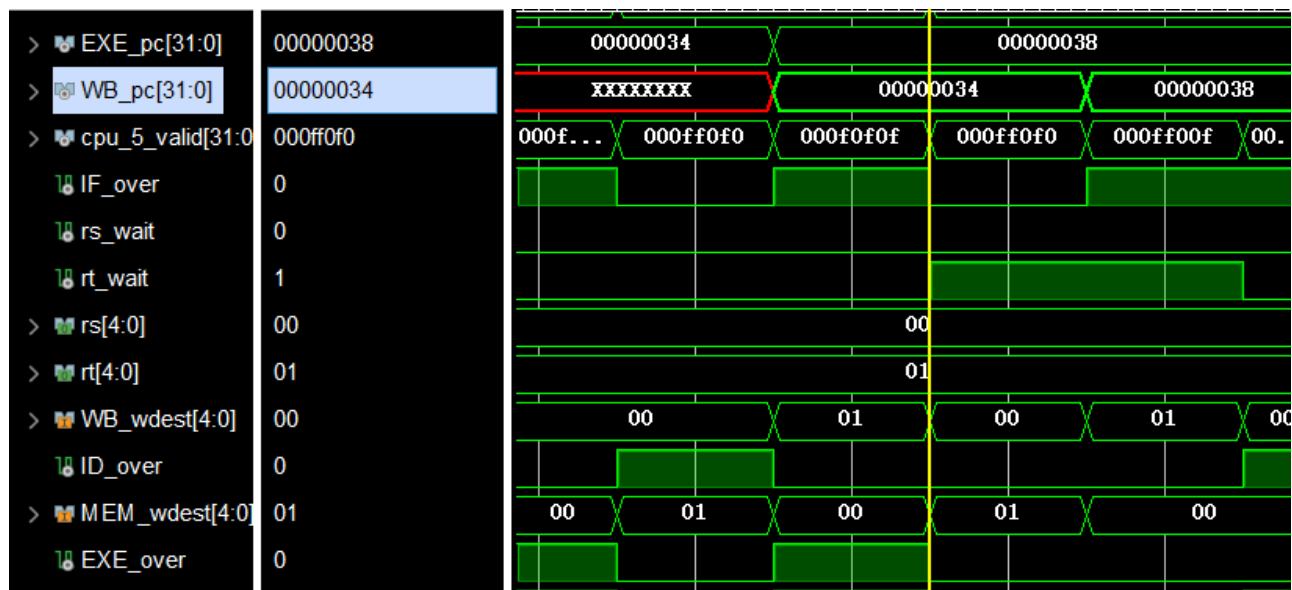 EXE_pc[31:0] 00000038 00000034 00000038
WB_pc[31:0] 00000034 XXXXXXXX 00000034 00000038
cpu_5_valid[31:0 000ff0f0 000f... 000ff0f0 000f0f0f 000ff0f0 000ff00f 00.
IF_over 0
rs_wait 0
rt_wait 1
rs[4:0] 00 00
rt[4:0] 01 01
WB_wdest[4:0] 00 00 01 00 01 00
ID_over 0
MEM_wdest[4:0] 01 00 01 00 01 00
EXE_over 0